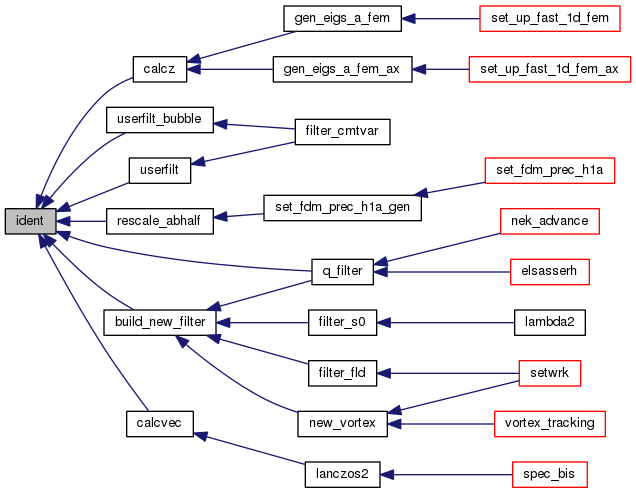 gen_eigs_a_fem
set_up_fast_1d_fem
calcz
gen_eigs_a_fem_ax
set_up_fast_1d_fem_ax
userfilt_bubble
filter_cmtvar
userfilt
set_fdm_prec_h1a
ident
rescale_abhalf
set_fdm_prec_h1a_gen
nek_advance
q_filter
elsasserh
build_new_filter
filter_s0
lambda2
filter_fld
setwrk
calcvec
new_vortex
vortex_tracking
lanczos2
spec_bis